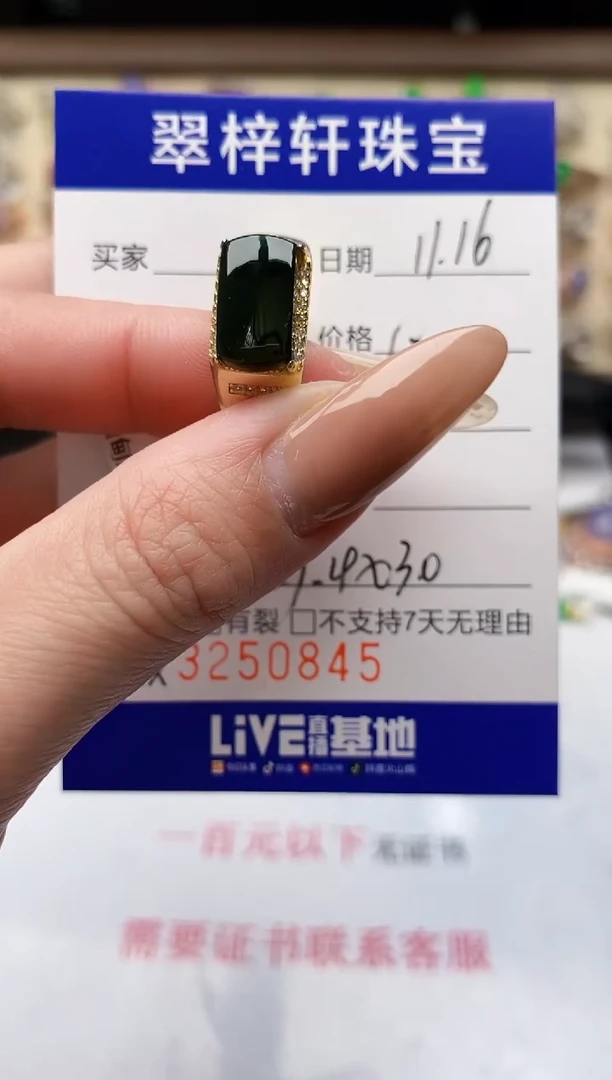 翠梓轩珠宝
买家 日期 11.16
价格
.4x30
有裂 □不支持7天无理由
3250845
LiVE直播基地
一百元以下无证书
需要证书联系客服